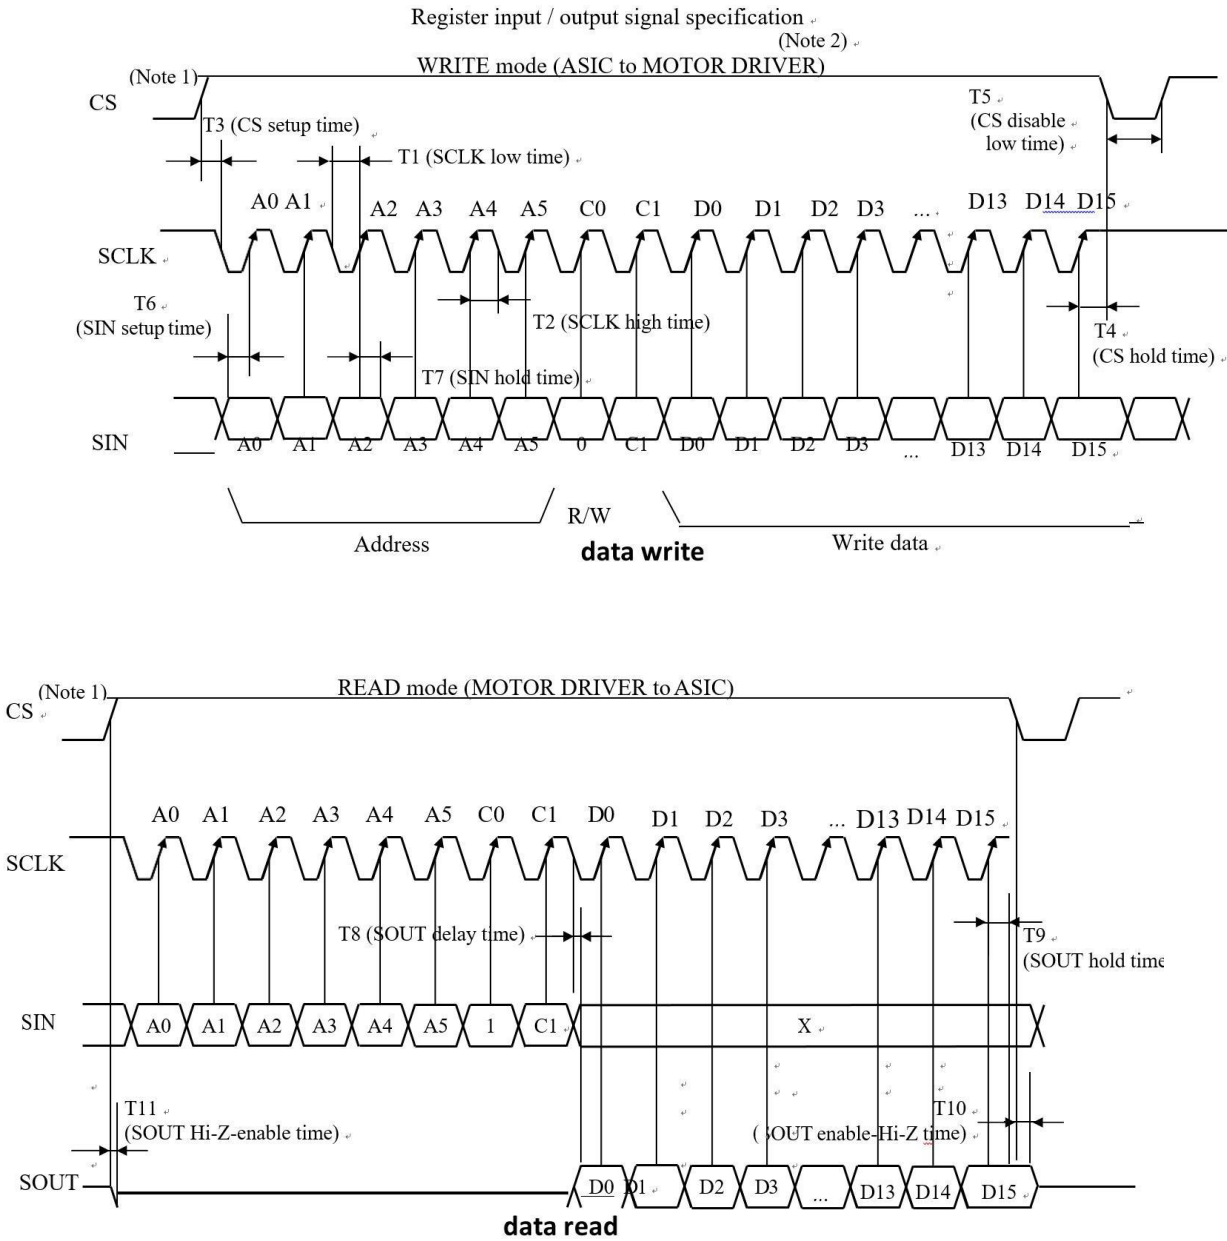 Register input / output signal specification
(Note 2)
(Note 1)
WRITE mode (ASIC to MOTOR DRIVER)
CS
T3 (CS setup time)
T5
(CS disable
low time)
T1 (SCLK low time)
A0 A1 A2 A3 A4 A5 C0 C1 D0 D1 D2 D3 ... D13 D14 D15
SCLK
T6
(SIN setup time)
T2 (SCLK high time)
T4
(CS hold time)
T7 (SIN hold time)
SIN
A0 A1 A2 A3 A4 A5 0 C1 D0 D1 D2 D3 ... D13 D14 D15
R/W
Address
data write
Write data
(Note 1)
READ mode (MOTOR DRIVER to ASIC)
CS
A0 A1 A2 A3 A4 A5 C0 C1 D0 D1 D2 D3 ... D13 D14 D15
SCLK
T8 (SOUT delay time)
T9
(SOUT hold time
SIN
A0 A1 A2 A3 A4 A5 1 C1 X
T11
(SOUT Hi-Z-enable time)
T10
(SOUT enable-Hi-Z time)
SOUT
D0 D1 D2 D3 ... D13 D14 D15
data read